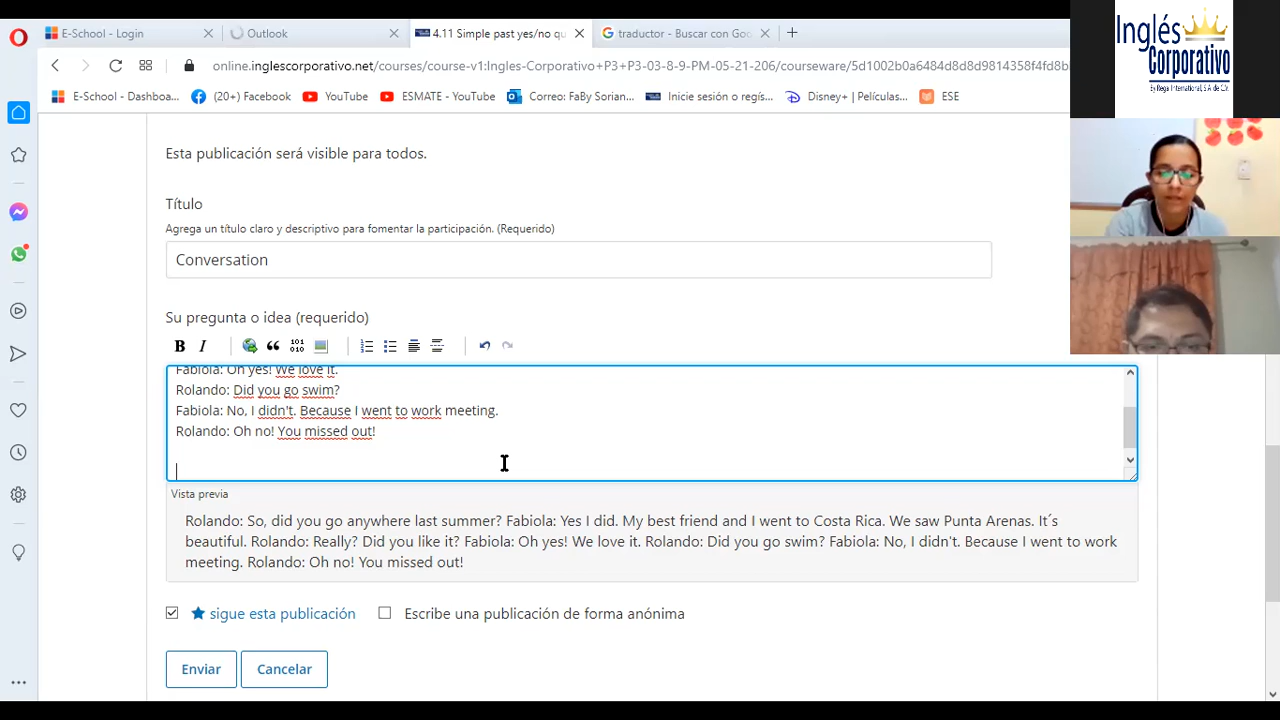 E-School - Login
Outlook
4.11 Simple past yes/no qu
traductor - Buscar con Goo
online.inglescorporativo.net/courses/course-v1:Ingles-Corporativo+P3+P3-03-8-9-PM-05-21-206/courseware/5d1002b0a6484d8d8d9814358f4fd8b
E-School - Dashboa...
(20+) Facebook
YouTube
ESMATE - YouTube
Correo: FaBy Sorian...
Inicie sesión o regís...
Disney+ | Películas...
ESE
Inglés
Corporativo
By Rega International, S.A de C.V.
Esta publicación será visible para todos.
Título
Agrega un título claro y descriptivo para fomentar la participación. (Requerido)
Conversation
Su pregunta o idea (requerido)
B I
Fabiola: Oh yes! We love it.
Rolando: Did you go swim?
Fabiola: No, I didn't. Because I went to work meeting.
Rolando: Oh no! You missed out!
Vista previa
Rolando: So, did you go anywhere last summer? Fabiola: Yes I did. My best friend and I went to Costa Rica. We saw Punta Arenas. It´s
beautiful. Rolando: Really? Did you like it? Fabiola: Oh yes! We love it. Rolando: Did you go swim? Fabiola: No, I didn't. Because I went to work
meeting. Rolando: Oh no! You missed out!
sigue esta publicación
Escribe una publicación de forma anónima
Enviar
Cancelar